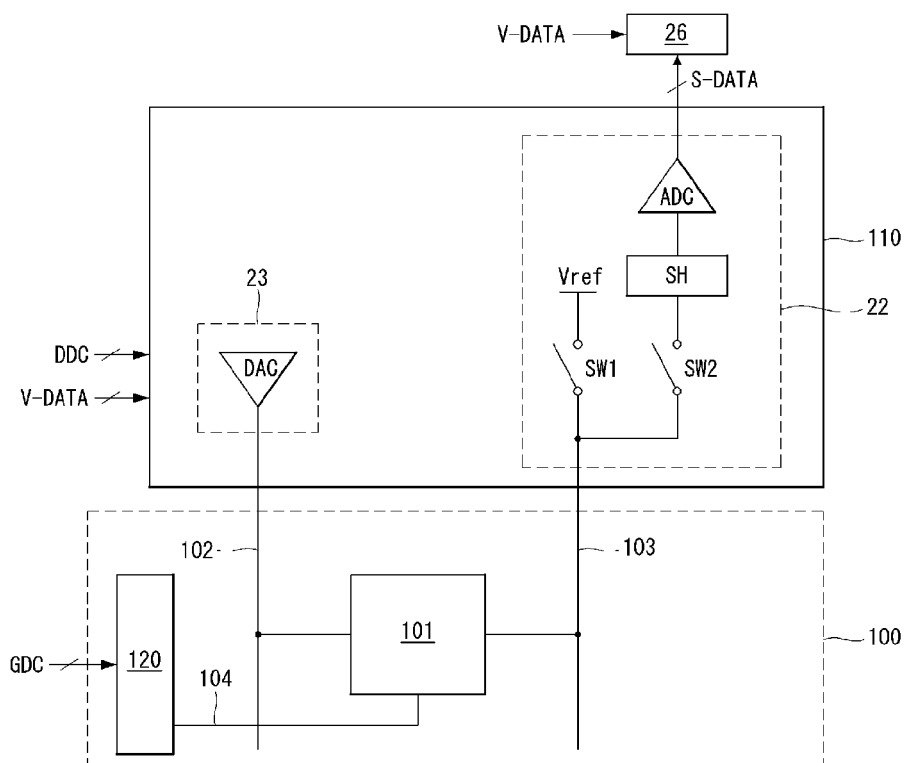 V-DATA
26
S-DATA
ADC
110
SH
Vref
22
23
DAC
SW1
SW2
DDC
V-DATA
102
103
101
100
GDC
120
104